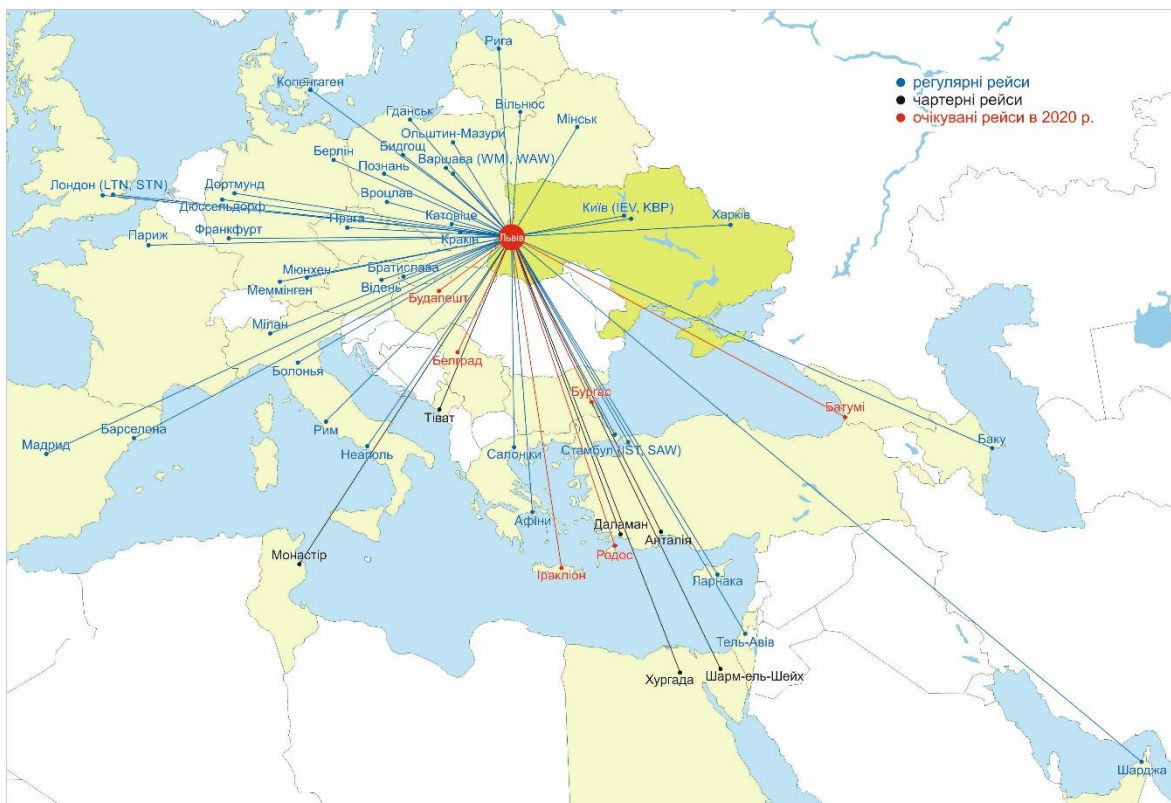 Рига
регулярні рейси
чартерні рейси
очікувані рейси в 2020 р.
Копенгаген
Гданськ
Вільнюс
Мінськ
Ольштин-Мазури
Бидгощ
Берлін
Варшава (WMI, WAW)
Познань
Лондон (LTN, STN)
Дортмунд
Вроцлав
Дюссельдорф
Київ (IEV, KBP)
Харків
Катовіце
Прага
Франкфурт
Краків
Львів
Париж
Мюнхен
Братислава
Меммінген
Відень
Будапешт
Мілан
Белград
Болонья
Бургас
Батумі
Тіват
Барселона
Рим
Мадрид
Неаполь
Салоніки
Стамбул (IST, SAW)
Баку
Афіни
Даламан
Анталія
Монастір
Родос
Іракліон
Ларнака
Тель-Авів
Хургада
Шарм-ель-Шейх
Шарджа